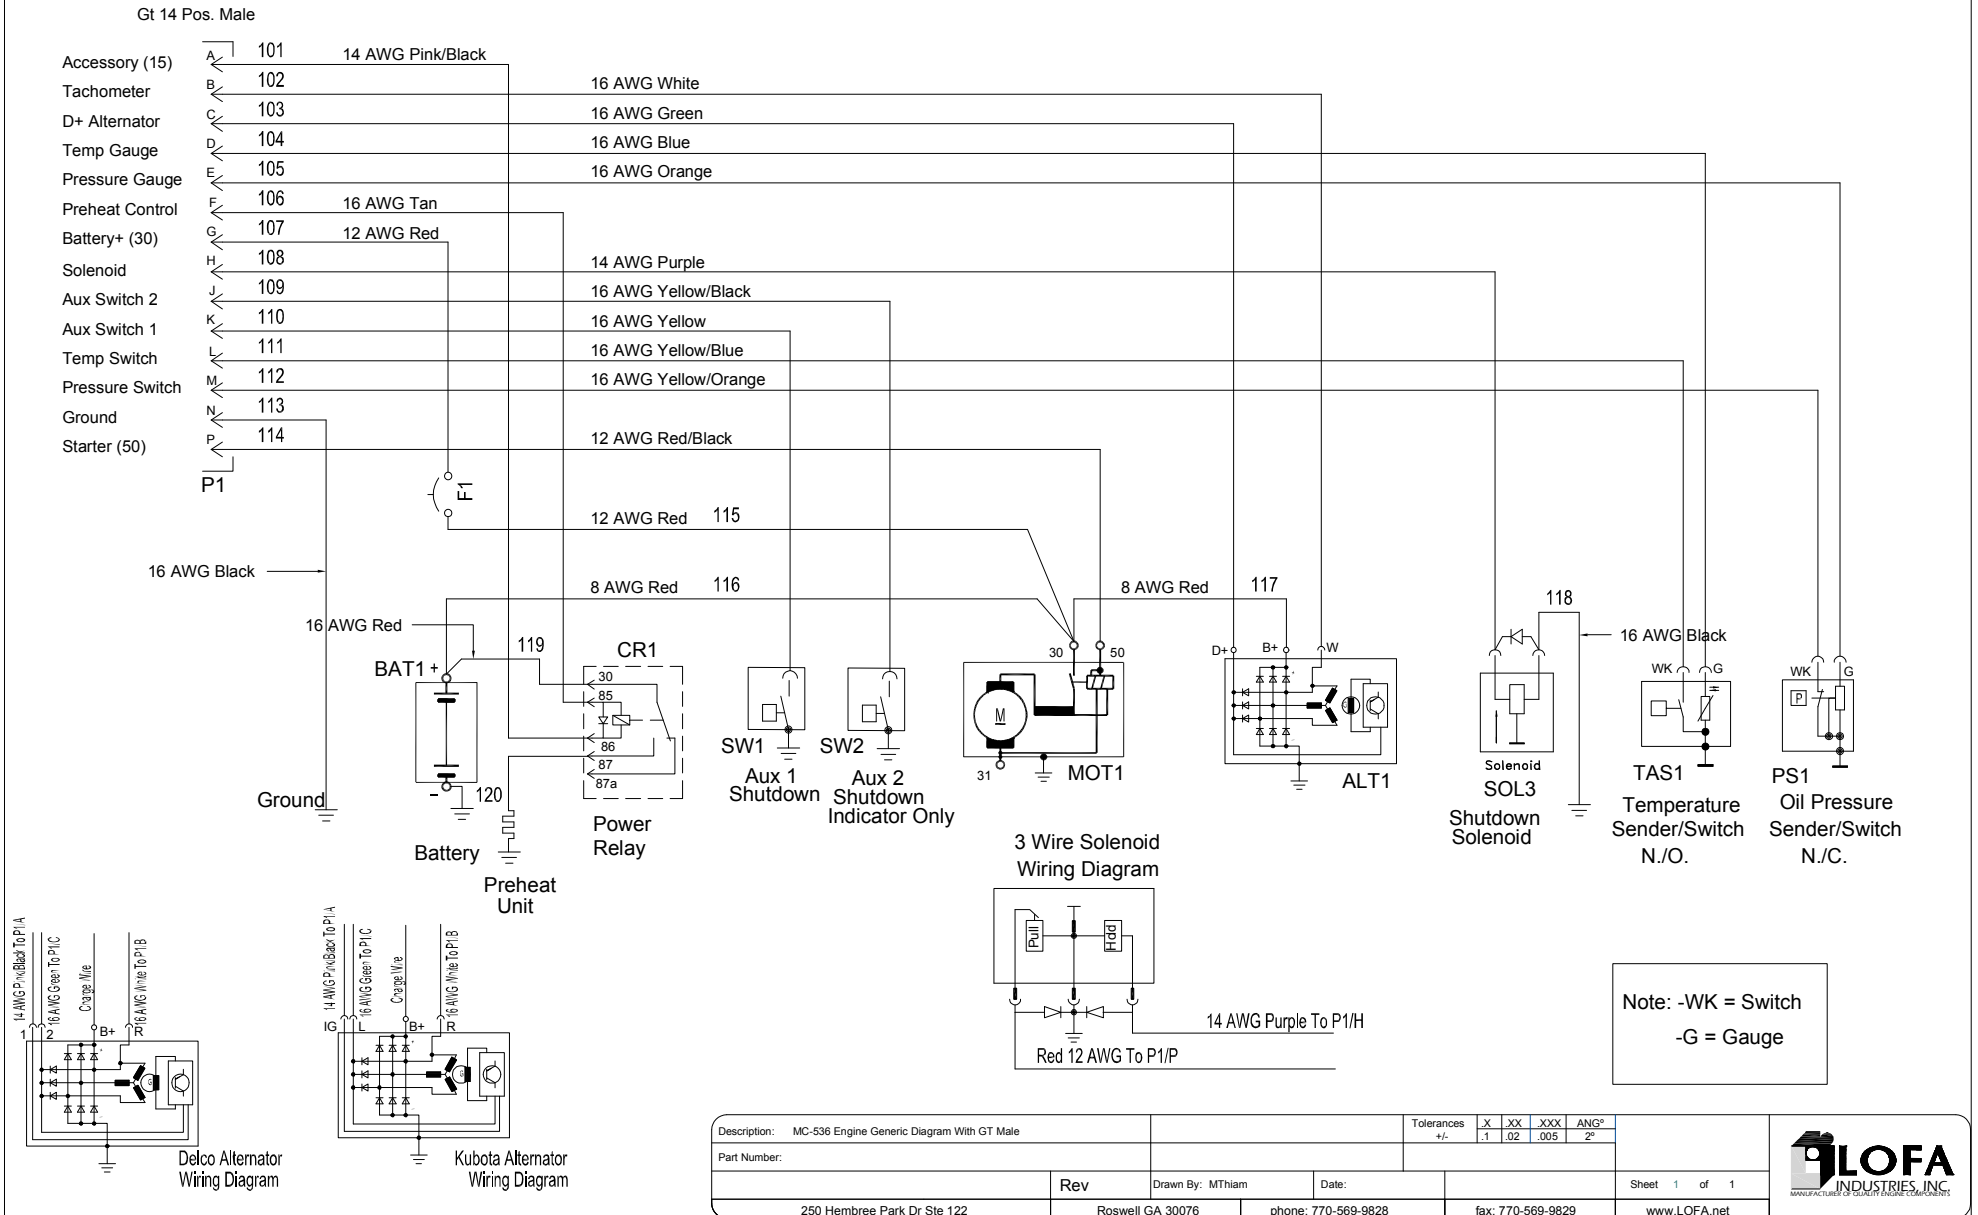 Gt 14 Pos. Male
Accessory (15) A 101 14 AWG Pink/Black
Tachometer B 102 16 AWG White
D+ Alternator C 103 16 AWG Green
Temp Gauge D 104 16 AWG Blue
Pressure Gauge E 105 16 AWG Orange
Preheat Control F 106 16 AWG Tan
Battery+ (30) G 107 12 AWG Red
Solenoid H 108 14 AWG Purple
Aux Switch 2 J 109 16 AWG Yellow/Black
Aux Switch 1 K 110 16 AWG Yellow
Temp Switch L 111 16 AWG Yellow/Blue
Pressure Switch M 112 16 AWG Yellow/Orange
Ground N 113
Starter (50) P 114 12 AWG Red/Black
P1
F1
12 AWG Red 115
16 AWG Black
8 AWG Red 116
8 AWG Red 117
118
16 AWG Red
119
16 AWG Black
BAT1 +
-
120
Ground
Battery
Preheat
Unit
CR1
30
85
86
87
87a
Power
Relay
SW1
Aux 1
Shutdown
SW2
Aux 2
Shutdown
Indicator Only
30 50
M
31
MOT1
D+ B+ W
G
ALT1
Solenoid
SOL3
Shutdown
Solenoid
WK G
TAS1
Temperature
Sender/Switch
N./O.
WK G
P
PS1
Oil Pressure
Sender/Switch
N./C.
3 Wire Solenoid
Wiring Diagram
Pull
Hdd
14 AWG Purple To P1/H
Red 12 AWG To P1/P
14 AWG Pink/Black To P1/A
16 AWG Green To P1:C
Charge Wire
16 AWG White To P1:B
1 2 B+ R
G
Delco Alternator
Wiring Diagram
14 AWG Pink/Back To P1/A
16 AWG Green To P1:C
Charge Wire
16 AWG White To P1:B
IG L B+ R
G
Kubota Alternator
Wiring Diagram
Note: -WK = Switch
-G = Gauge
Description: MC-536 Engine Generic Diagram With GT Male
Tolerances .X .XX .XXX ANGº
+/- .1 .02 .005 2º
Part Number:
Rev Drawn By: MThiam Date: Sheet 1 of 1
250 Hembree Park Dr Ste 122 Roswell GA 30076 phone: 770-569-9828 fax: 770-569-9829 www.LOFA.net
LOFA
INDUSTRIES, INC.
MANUFACTURER OF QUALITY ENGINE COMPONENTS